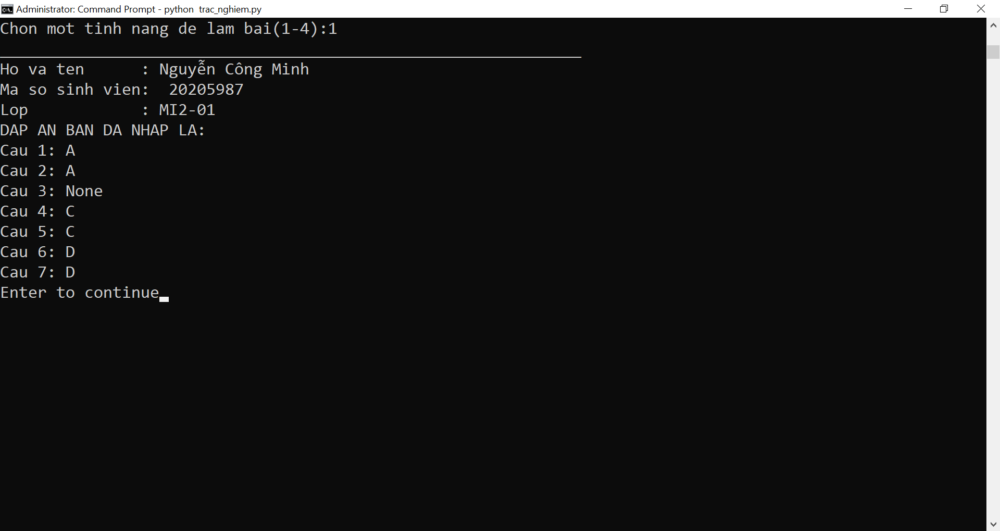 Administrator: Command Prompt - python  trac_nghiem.py
Chon mot tinh nang de lam bai(1-4):1
______________________________________________________________
Ho va ten      : Nguyễn Công Minh
Ma so sinh vien:  20205987
Lop            : MI2-01
DAP AN BAN DA NHAP LA:
Cau 1: A
Cau 2: A
Cau 3: None
Cau 4: C
Cau 5: C
Cau 6: D
Cau 7: D
Enter to continue